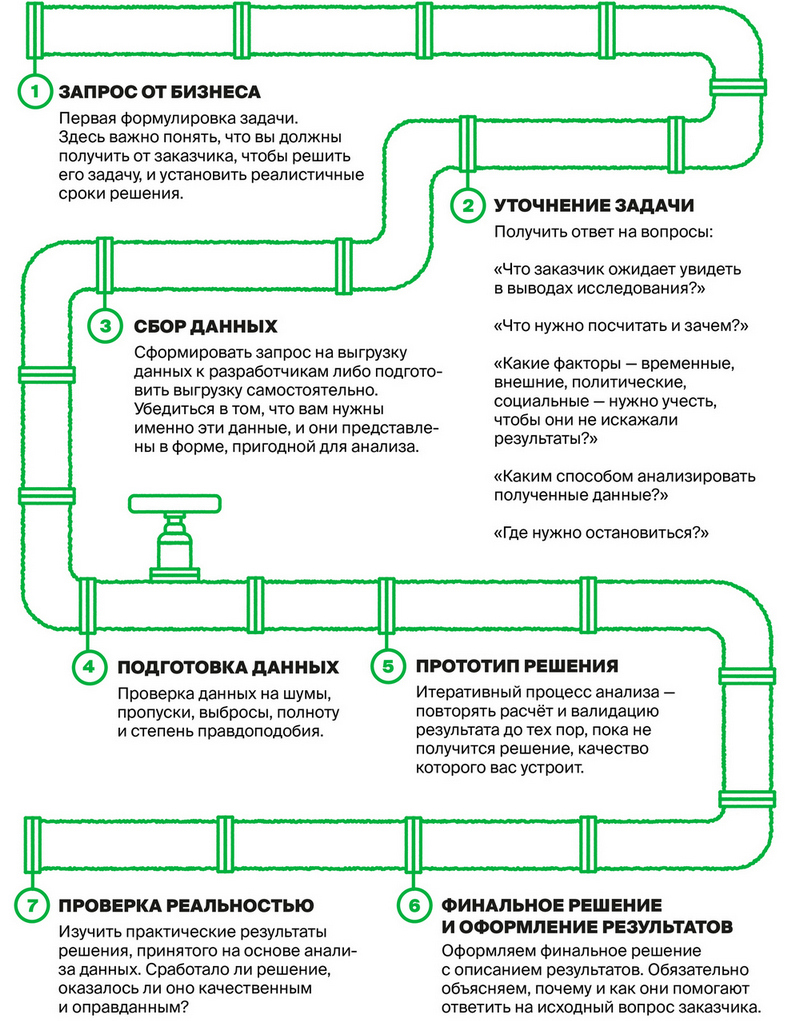 1 ЗАПРОС ОТ БИЗНЕСА
Первая формулировка задачи.
Здесь важно понять, что вы должны
получить от заказчика, чтобы решить
его задачу, и установить реалистичные
сроки решения.
2 УТОЧНЕНИЕ ЗАДАЧИ
Получить ответ на вопросы:
«Что заказчик ожидает увидеть
в выводах исследования?»
«Что нужно посчитать и зачем?»
«Какие факторы — временные,
внешние, политические,
социальные — нужно учесть,
чтобы они не искажали
результаты?»
«Каким способом анализировать
полученные данные?»
«Где нужно остановиться?»
3 СБОР ДАННЫХ
Сформировать запрос на выгрузку
данных к разработчикам либо подгото-
вить выгрузку самостоятельно.
Убедиться в том, что вам нужны
именно эти данные, и они представле-
ны в форме, пригодной для анализа.
4 ПОДГОТОВКА ДАННЫХ
Проверка данных на шумы,
пропуски, выбросы, полноту
и степень правдоподобия.
5 ПРОТОТИП РЕШЕНИЯ
Итеративный процесс анализа —
повторять расчёт и валидацию
результата до тех пор, пока не
получится решение, качество
которого вас устроит.
6 ФИНАЛЬНОЕ РЕШЕНИЕ
И ОФОРМЛЕНИЕ РЕЗУЛЬТАТОВ
Оформляем финальное решение
с описанием результатов. Обязательно
объясняем, почему и как они помогают
ответить на исходный вопрос заказчика.
7 ПРОВЕРКА РЕАЛЬНОСТЬЮ
Изучить практические результаты
решения, принятого на основе анали-
за данных. Сработало ли решение,
оказалось ли оно качественным
и оправданным?